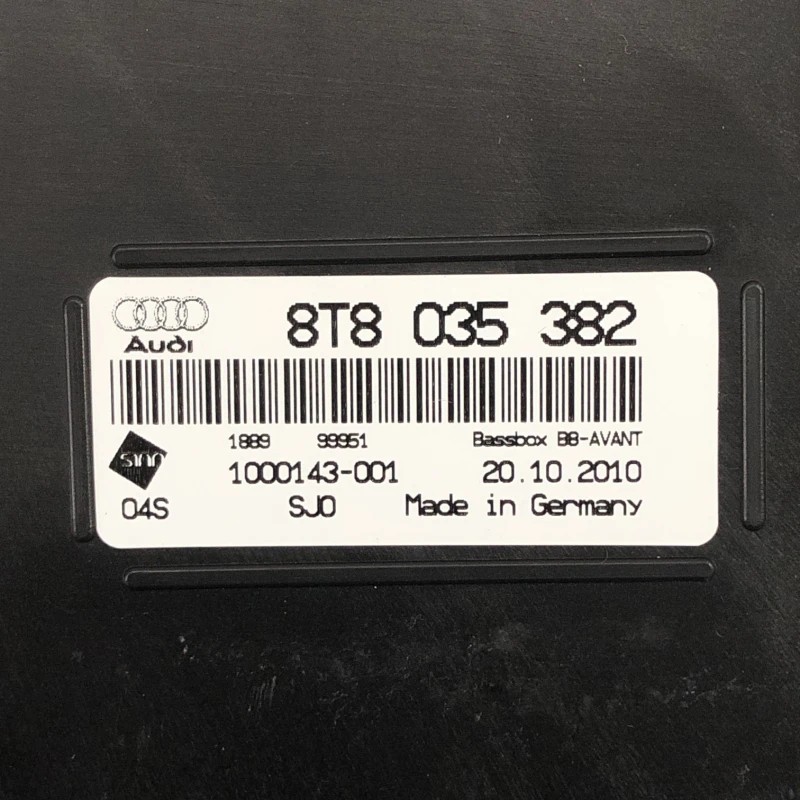 Audi
8T8 035 382
1889 99951 Bassbox B8-AVANT
1000143-001 20.10.2010
04S SJ0 Made in Germany